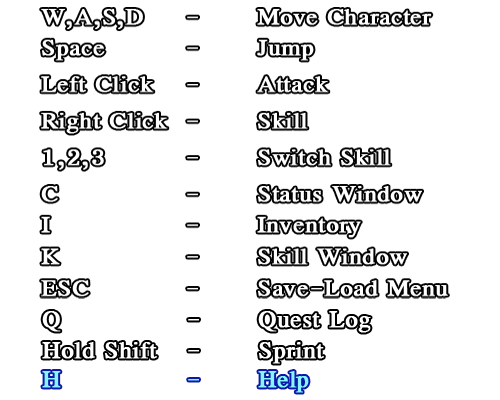 W,A,S,D - Move Character
Space - Jump
Left Click - Attack
Right Click - Skill
1,2,3 - Switch Skill
C - Status Window
I - Inventory
K - Skill Window
ESC - Save-Load Menu
Q - Quest Log
Hold Shift - Sprint
H - Help